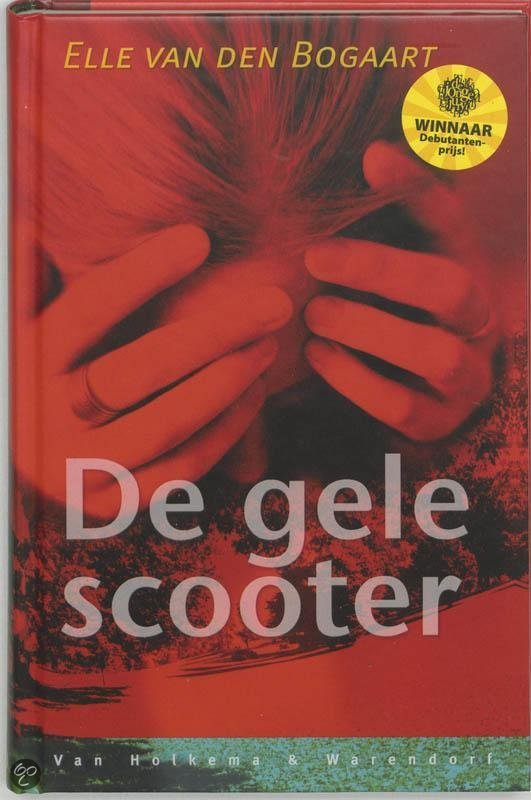 ELLE VAN DEN BOGAART
WINNAAR
Debutanten-
prijs!
De gele
scooter
Van Holkema & Warendorf